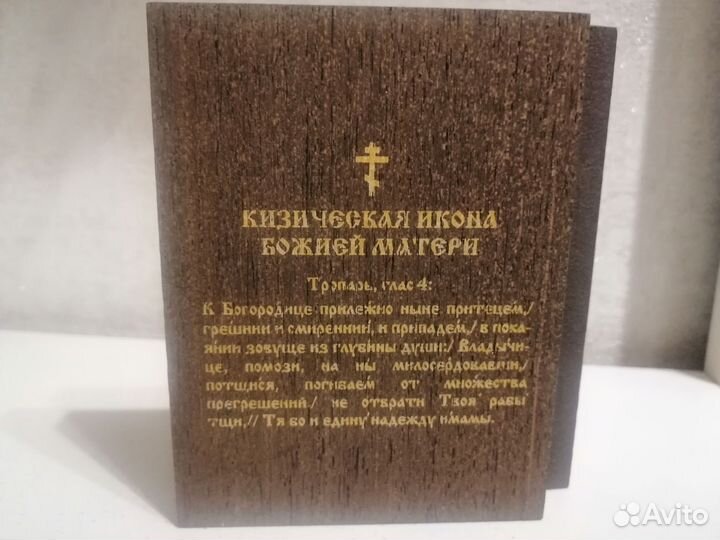 КИЗИЧЕСКАЯ ИКОНА
БОЖИЕЙ МАТЕРИ
Тропарь, глас 4:
К Богородице прилежно ныне притецем,/
грешнии и смиреннии, и припадем,/ в пока-
янии зовуще из глубины души:/ Владычи-
це, помози, на ны милосердовавши,/
потщися, погибаем от множества
прегрешений,/ не отврати Твоя рабы
тщи,// Тя бо и едину надежду имамы.
Avito